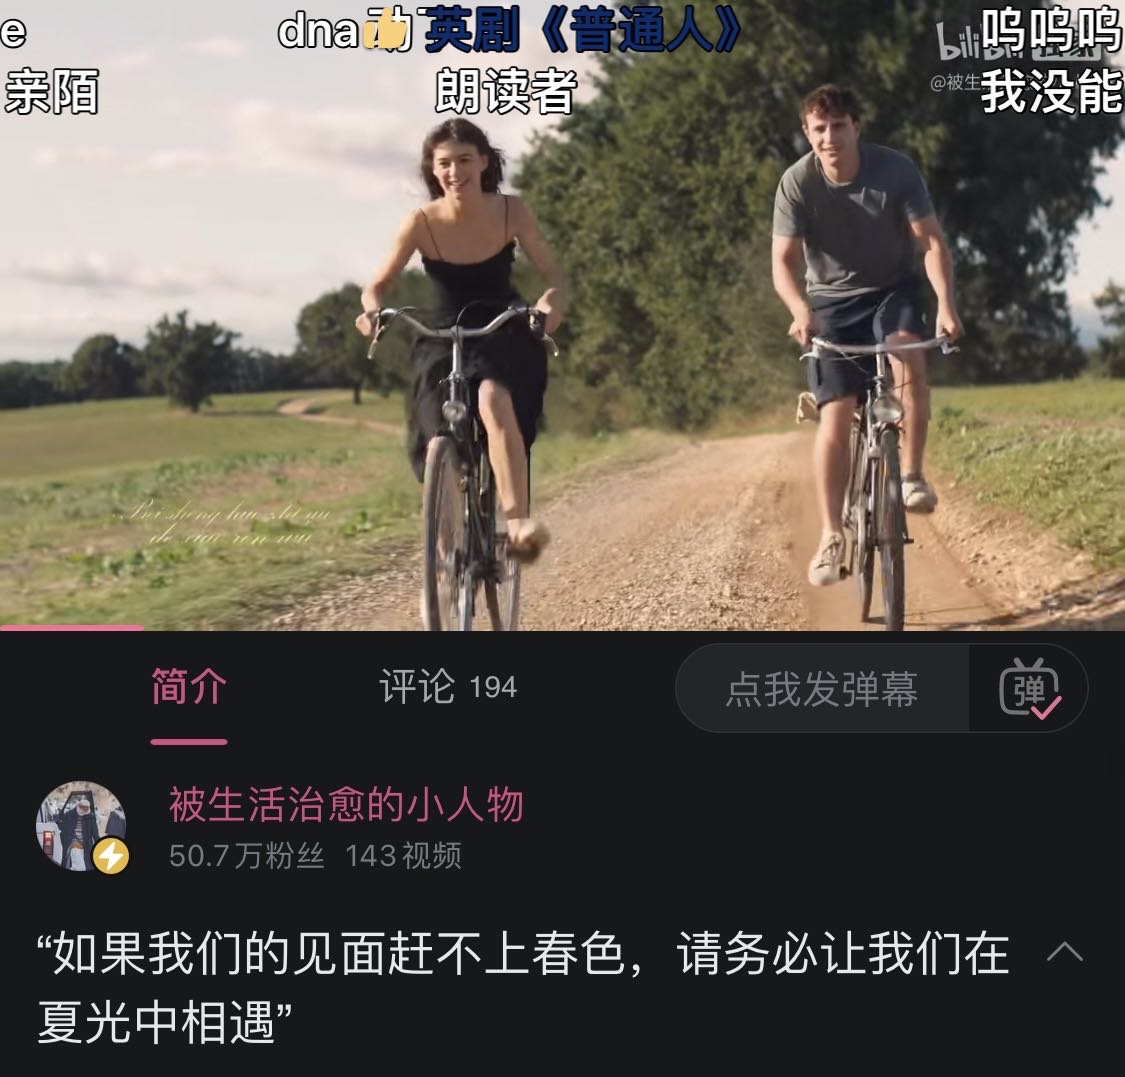 e
dna动了
英剧《普通人》
呜呜呜
亲陌
朗读者
我没能
bilibili
@被生
Bei sheng huo zhi yu
de xiao ren wu
简介
评论 194
点我发弹幕
弹
被生活治愈的小人物
50.7万粉丝 143视频
“如果我们的见面赶不上春色，请务必让我们在
夏光中相遇”